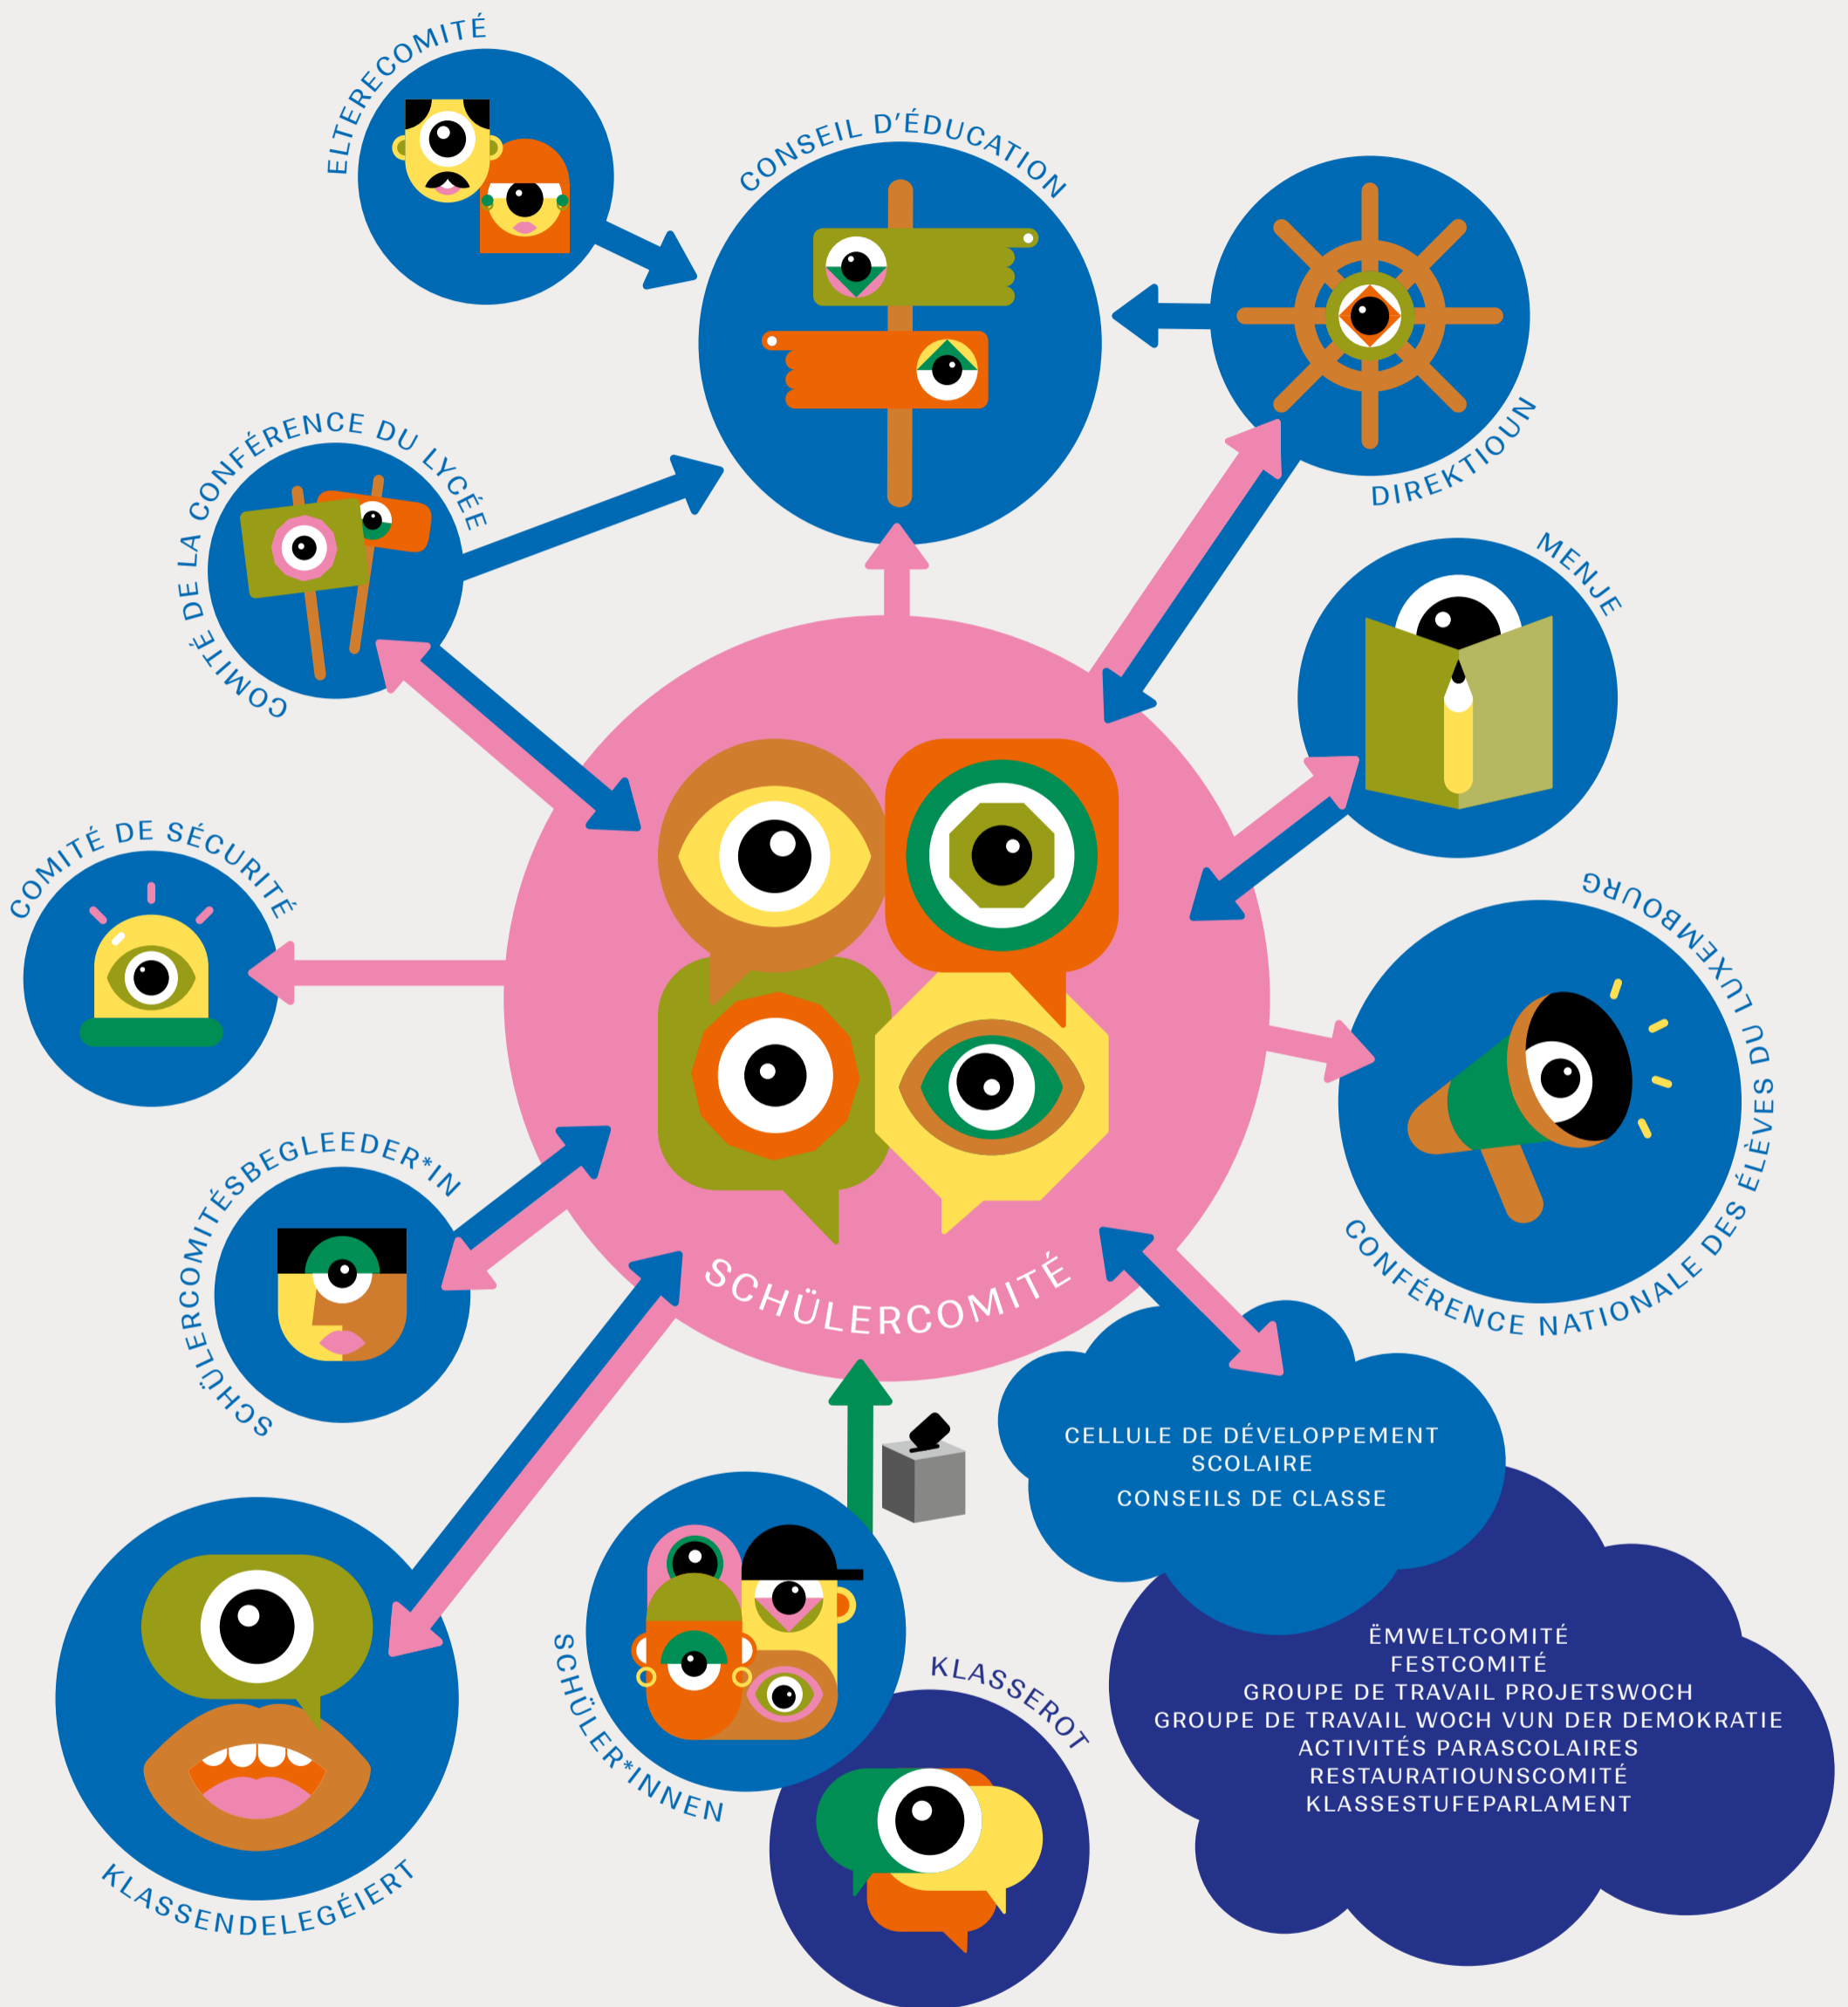 ELTERECOMITÉ
CONSEIL D'ÉDUCATION
DIREKTIOUN
COMITÉ DE LA CONFÉRENCE DU LYCÉE
MENJE
COMITÉ DE SÉCURITÉ
CONFÉRENCE NATIONALE DES ÉLÈVES DU LUXEMBOURG
SCHÜLERCOMITÉSBEGLEEDER*IN
SCHÜLERCOMITÉ
CELLULE DE DÉVELOPPEMENT
SCOLAIRE
CONSEILS DE CLASSE
ËMWELTCOMITÉ
FESTCOMITÉ
GROUPE DE TRAVAIL PROJETSWOCH
GROUPE DE TRAVAIL WOCH VUN DER DEMOKRATIE
ACTIVITÉS PARASCOLAIRES
RESTAURATIOUNSCOMITÉ
KLASSESTUFEPARLAMENT
SCHÜLER*INNEN
KLASSEROT
KLASSENDELEGÉIERT